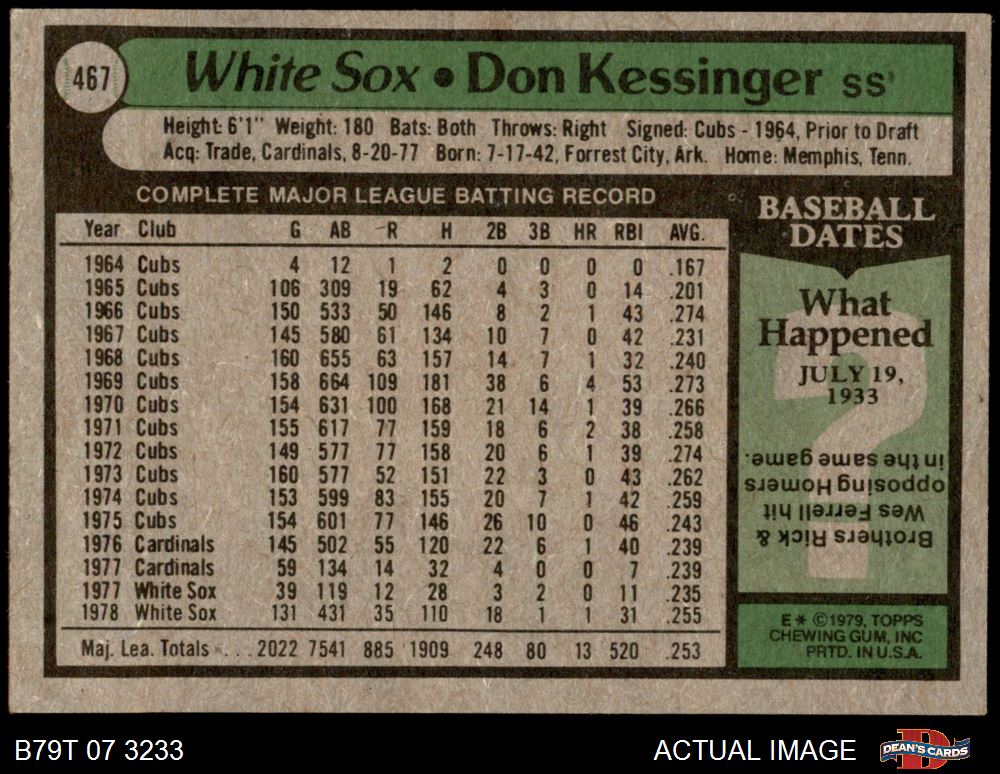 467
White Sox • Don Kessinger SS
Height: 6'1" Weight: 180 Bats: Both Throws: Right Signed: Cubs - 1964, Prior to Draft
Acq: Trade, Cardinals, 8-20-77 Born: 7-17-42, Forrest City, Ark. Home: Memphis, Tenn.
COMPLETE MAJOR LEAGUE BATTING RECORD
Year Club G AB R H 2B 3B HR RBI AVG.
1964 Cubs 4 12 1 2 0 0 0 0 .167
1965 Cubs 106 309 19 62 4 3 0 14 .201
1966 Cubs 150 533 50 146 8 2 1 43 .274
1967 Cubs 145 580 61 134 10 7 0 42 .231
1968 Cubs 160 655 63 157 14 7 1 32 .240
1969 Cubs 158 664 109 181 38 6 4 53 .273
1970 Cubs 154 631 100 168 21 14 1 39 .266
1971 Cubs 155 617 77 159 18 6 2 38 .258
1972 Cubs 149 577 77 158 20 6 1 39 .274
1973 Cubs 160 577 52 151 22 3 0 43 .262
1974 Cubs 153 599 83 155 20 7 1 42 .259
1975 Cubs 154 601 77 146 26 10 0 46 .243
1976 Cardinals 145 502 55 120 22 6 1 40 .239
1977 Cardinals 59 134 14 32 4 0 0 7 .239
1977 White Sox 39 119 12 28 3 2 0 11 .235
1978 White Sox 131 431 35 110 18 1 1 31 .255
Maj. Lea. Totals . . . 2022 7541 885 1909 248 80 13 520 .253
BASEBALL
DATES
What
Happened
JULY 19,
1933
?
Brothers Rick &
Wes Ferrell hit
opposing Homers
in the same game.
E * ©1979, TOPPS
CHEWING GUM, INC
PRTD. IN U.S.A.
B79T 07 3233
ACTUAL IMAGE
DEAN'S CARDS